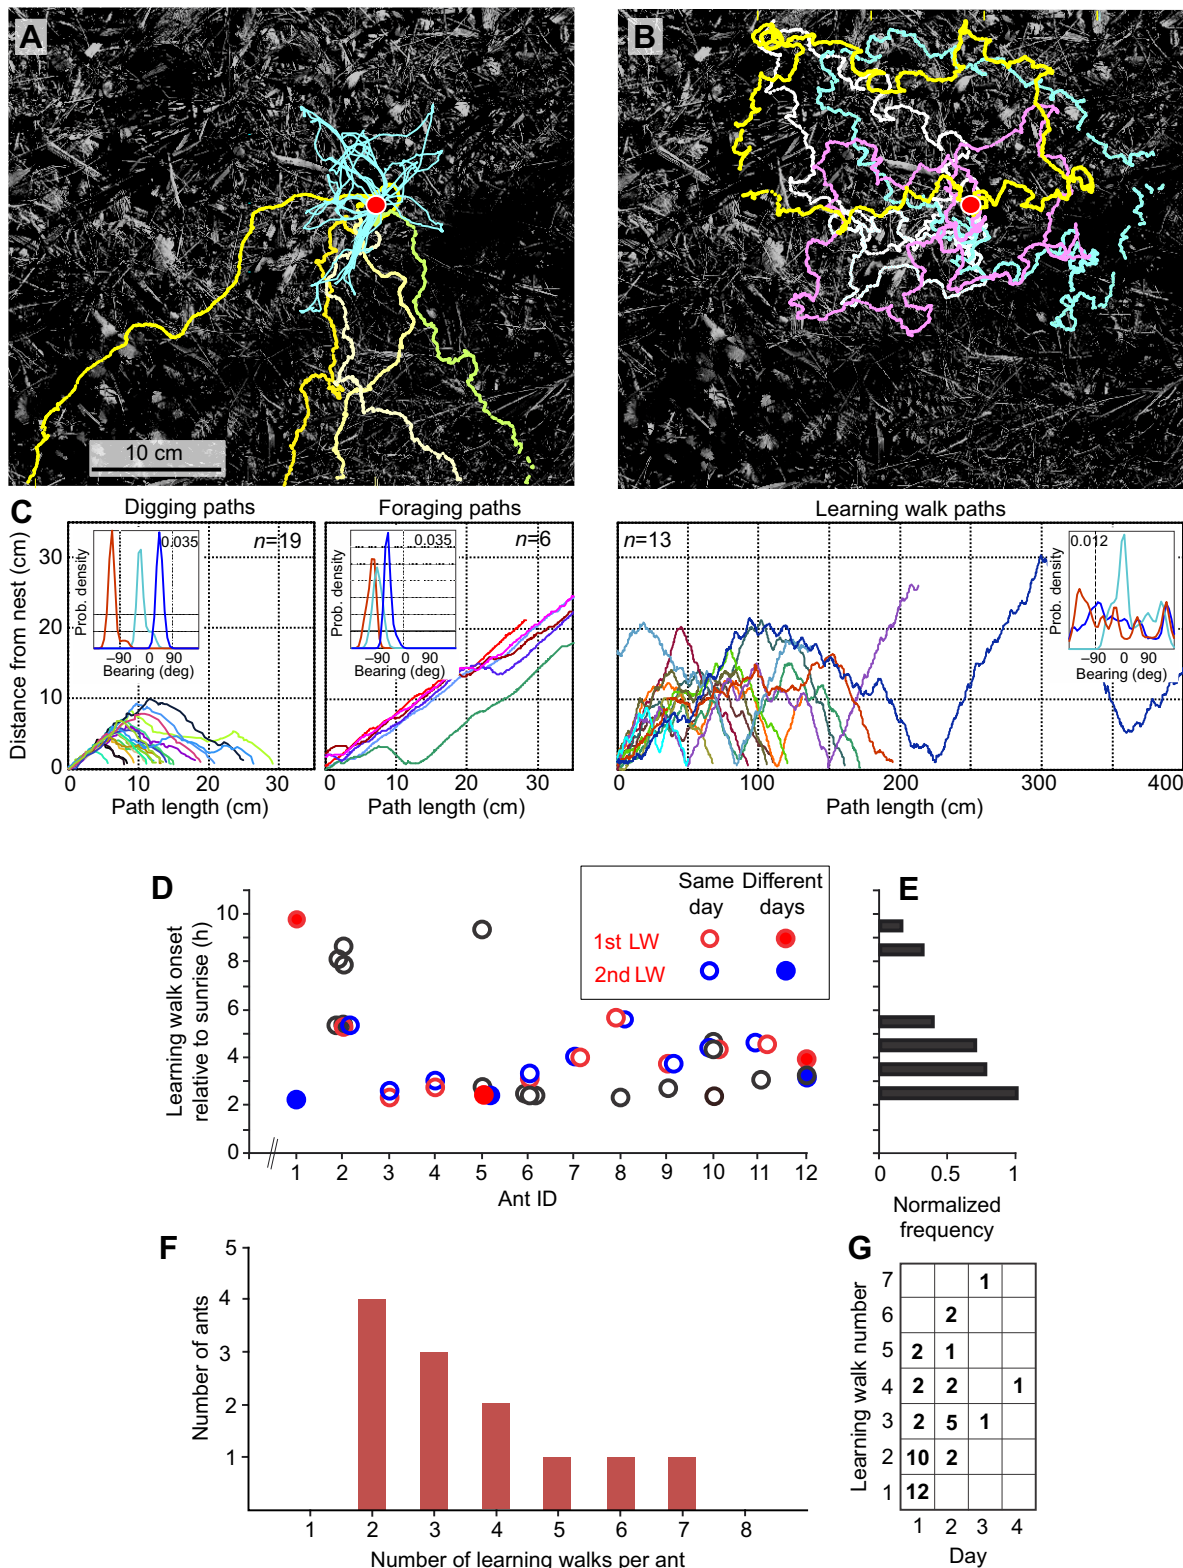 A
B
10 cm
C
Digging paths
Foraging paths
Learning walk paths
n=19
n=6
n=13
0.035
0.035
0.012
Prob. density
Prob. density
Prob. density
−90 0 90
−90 0 90
−90 0 90
Bearing (deg)
Bearing (deg)
Bearing (deg)
Distance from nest (cm)
30
20
10
0
0 10 20 30
0 10 20 30
0 50 100 150 200 250 300 400
Path length (cm)
Path length (cm)
Path length (cm)
D
Learning walk onset
relative to sunrise (h)
10
8
6
4
2
0
1 2 3 4 5 6 7 8 9 10 11 12
Ant ID
Same
day
Different
days
1st LW
2nd LW
E
0 0.5 1
Normalized
frequency
F
Number of ants
5
4
3
2
1
1 2 3 4 5 6 7 8
Number of learning walks per ant
G
Learning walk number
7 1
6 2
5 2 1
4 2 2 1
3 2 5 1
2 10 2
1 12
1 2 3 4
Day